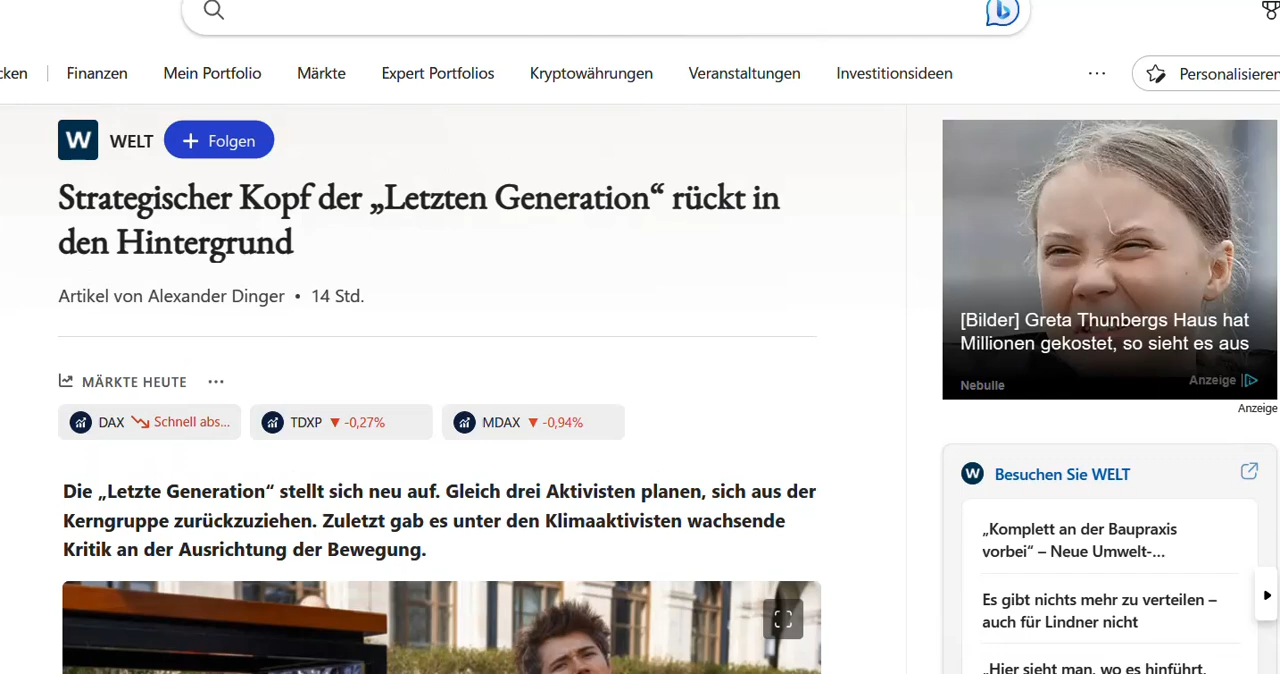 cken
Finanzen
Mein Portfolio
Märkte
Expert Portfolios
Kryptowährungen
Veranstaltungen
Investitionsideen
Personalisieren
W
WELT
Folgen
Strategischer Kopf der „Letzten Generation“ rückt in
den Hintergrund
Artikel von Alexander Dinger • 14 Std.
MÄRKTE HEUTE
DAX Schnell abs...
TDXP ▼ -0,27%
MDAX ▼ -0,94%
Die „Letzte Generation“ stellt sich neu auf. Gleich drei Aktivisten planen, sich aus der
Kerngruppe zurückzuziehen. Zuletzt gab es unter den Klimaaktivisten wachsende
Kritik an der Ausrichtung der Bewegung.
[Bilder] Greta Thunbergs Haus hat
Millionen gekostet, so sieht es aus
Nebulle
Anzeige
Anzeige
W
Besuchen Sie WELT
„Komplett an der Baupraxis
vorbei“ – Neue Umwelt-...
Es gibt nichts mehr zu verteilen –
auch für Lindner nicht
„Hier sieht man, wo es hinführt,